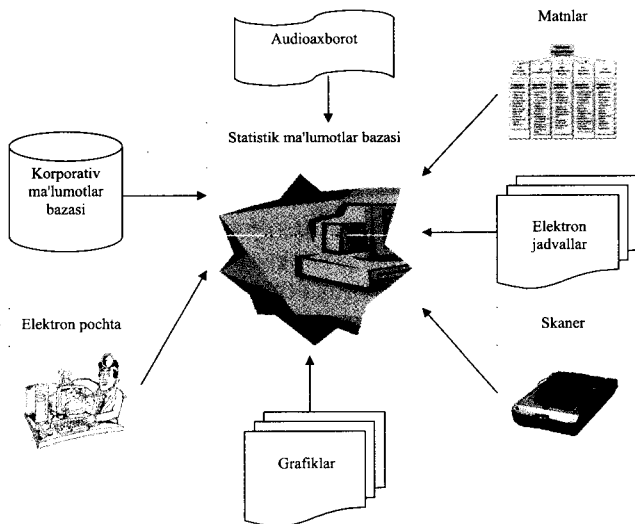 Audioaxborot
Matnlar
Statistik ma'lumotlar bazasi
Korporativ
ma'lumotlar
bazasi
Elektron
jadvallar
Elektron pochta
Skaner
Grafiklar